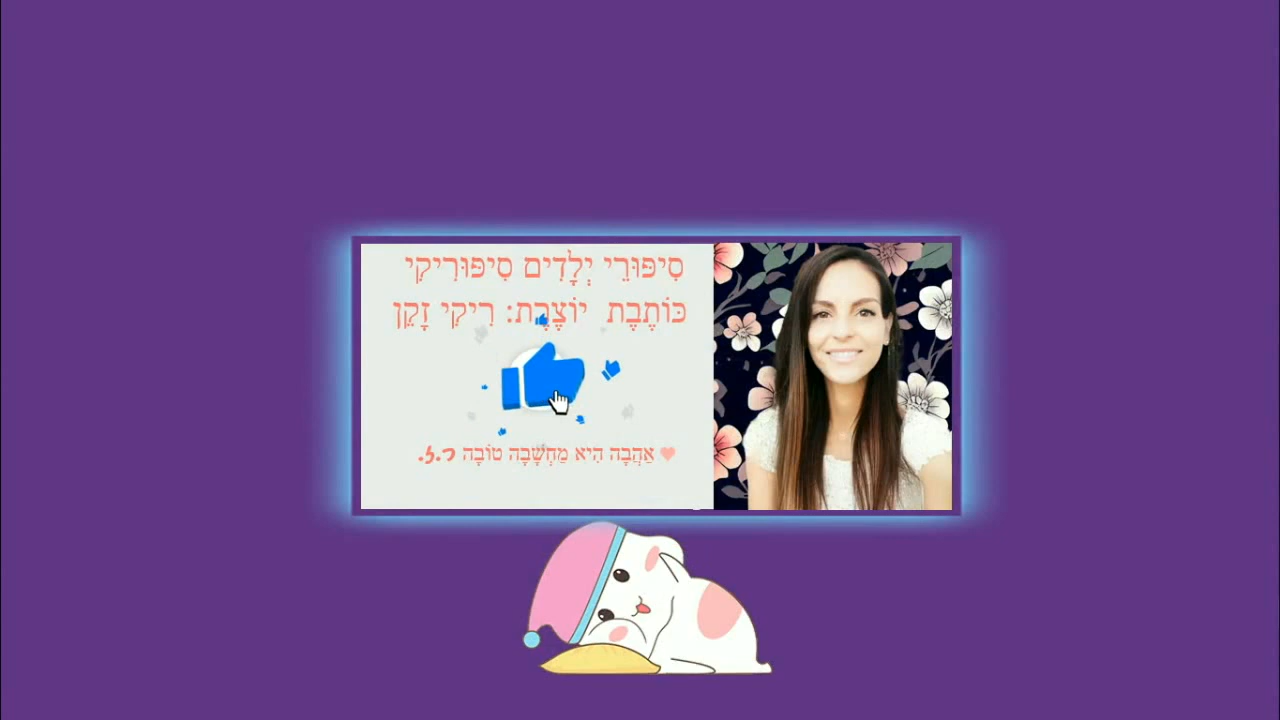 סִיפּוּרֵי יְלָדִים סִיפּוּרִיקִי
כּוֹתֶבֶת יוֹצֶרֶת: רִיקִי זָקֵן
אַהֲבָה הִיא מַחְשָׁבָה טוֹבָה ר.ז.